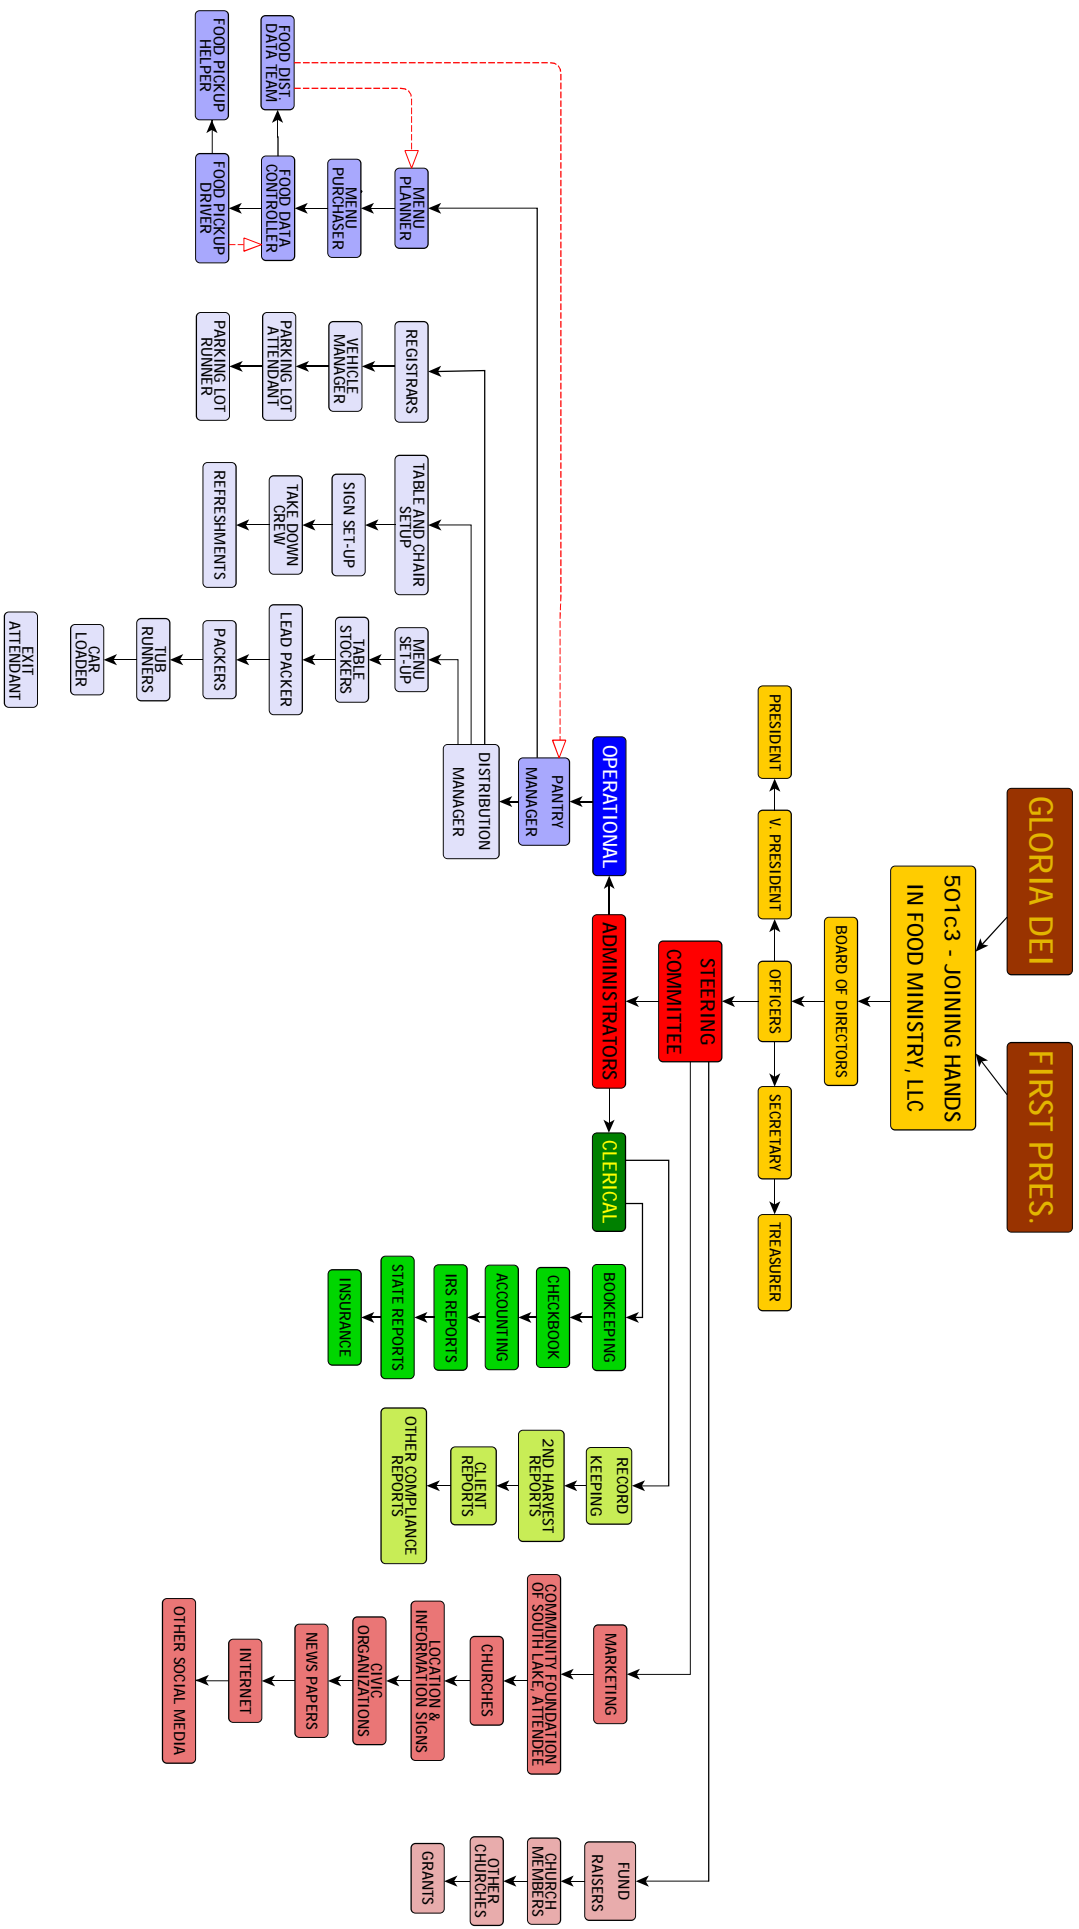 GLORIA DEI
FIRST PRES.
501c3 - JOINING HANDS
IN FOOD MINISTRY, LLC
BOARD OF DIRECTORS
PRESIDENT
V. PRESIDENT
OFFICERS
SECRETARY
TREASURER
STEERING
COMMITTEE
OPERATIONAL
ADMINISTRATORS
CLERICAL
PANTRY
MANAGER
DISTRIBUTION
MANAGER
MENU
PLANNER
MENU
PURCHASER
FOOD DIST.
DATA TEAM
FOOD DATA
CONTROLLER
FOOD PICKUP
HELPER
FOOD PICKUP
DRIVER
REGISTRARS
VEHICLE
MANAGER
PARKING LOT
ATTENDANT
PARKING LOT
RUNNER
TABLE AND CHAIR
SETUP
SIGN SET-UP
TAKE DOWN
CREW
REFRESHMENTS
MENU
SET-UP
TABLE
STOCKERS
LEAD PACKER
PACKERS
TUB
RUNNERS
CAR
LOADER
EXIT
ATTENDANT
BOOKEEPING
CHECKBOOK
ACCOUNTING
IRS REPORTS
STATE REPORTS
INSURANCE
RECORD
KEEPING
2ND HARVEST
REPORTS
CLIENT
REPORTS
OTHER COMPLIANCE
REPORTS
MARKETING
COMMUNITY FOUNDATION
OF SOUTH LAKE, ATTENDEE
CHURCHES
LOCATION &
INFORMATION SIGNS
CIVIC
ORGANIZATIONS
NEWS PAPERS
INTERNET
OTHER SOCIAL MEDIA
FUND
RAISERS
CHURCH
MEMBERS
OTHER
CHURCHES
GRANTS